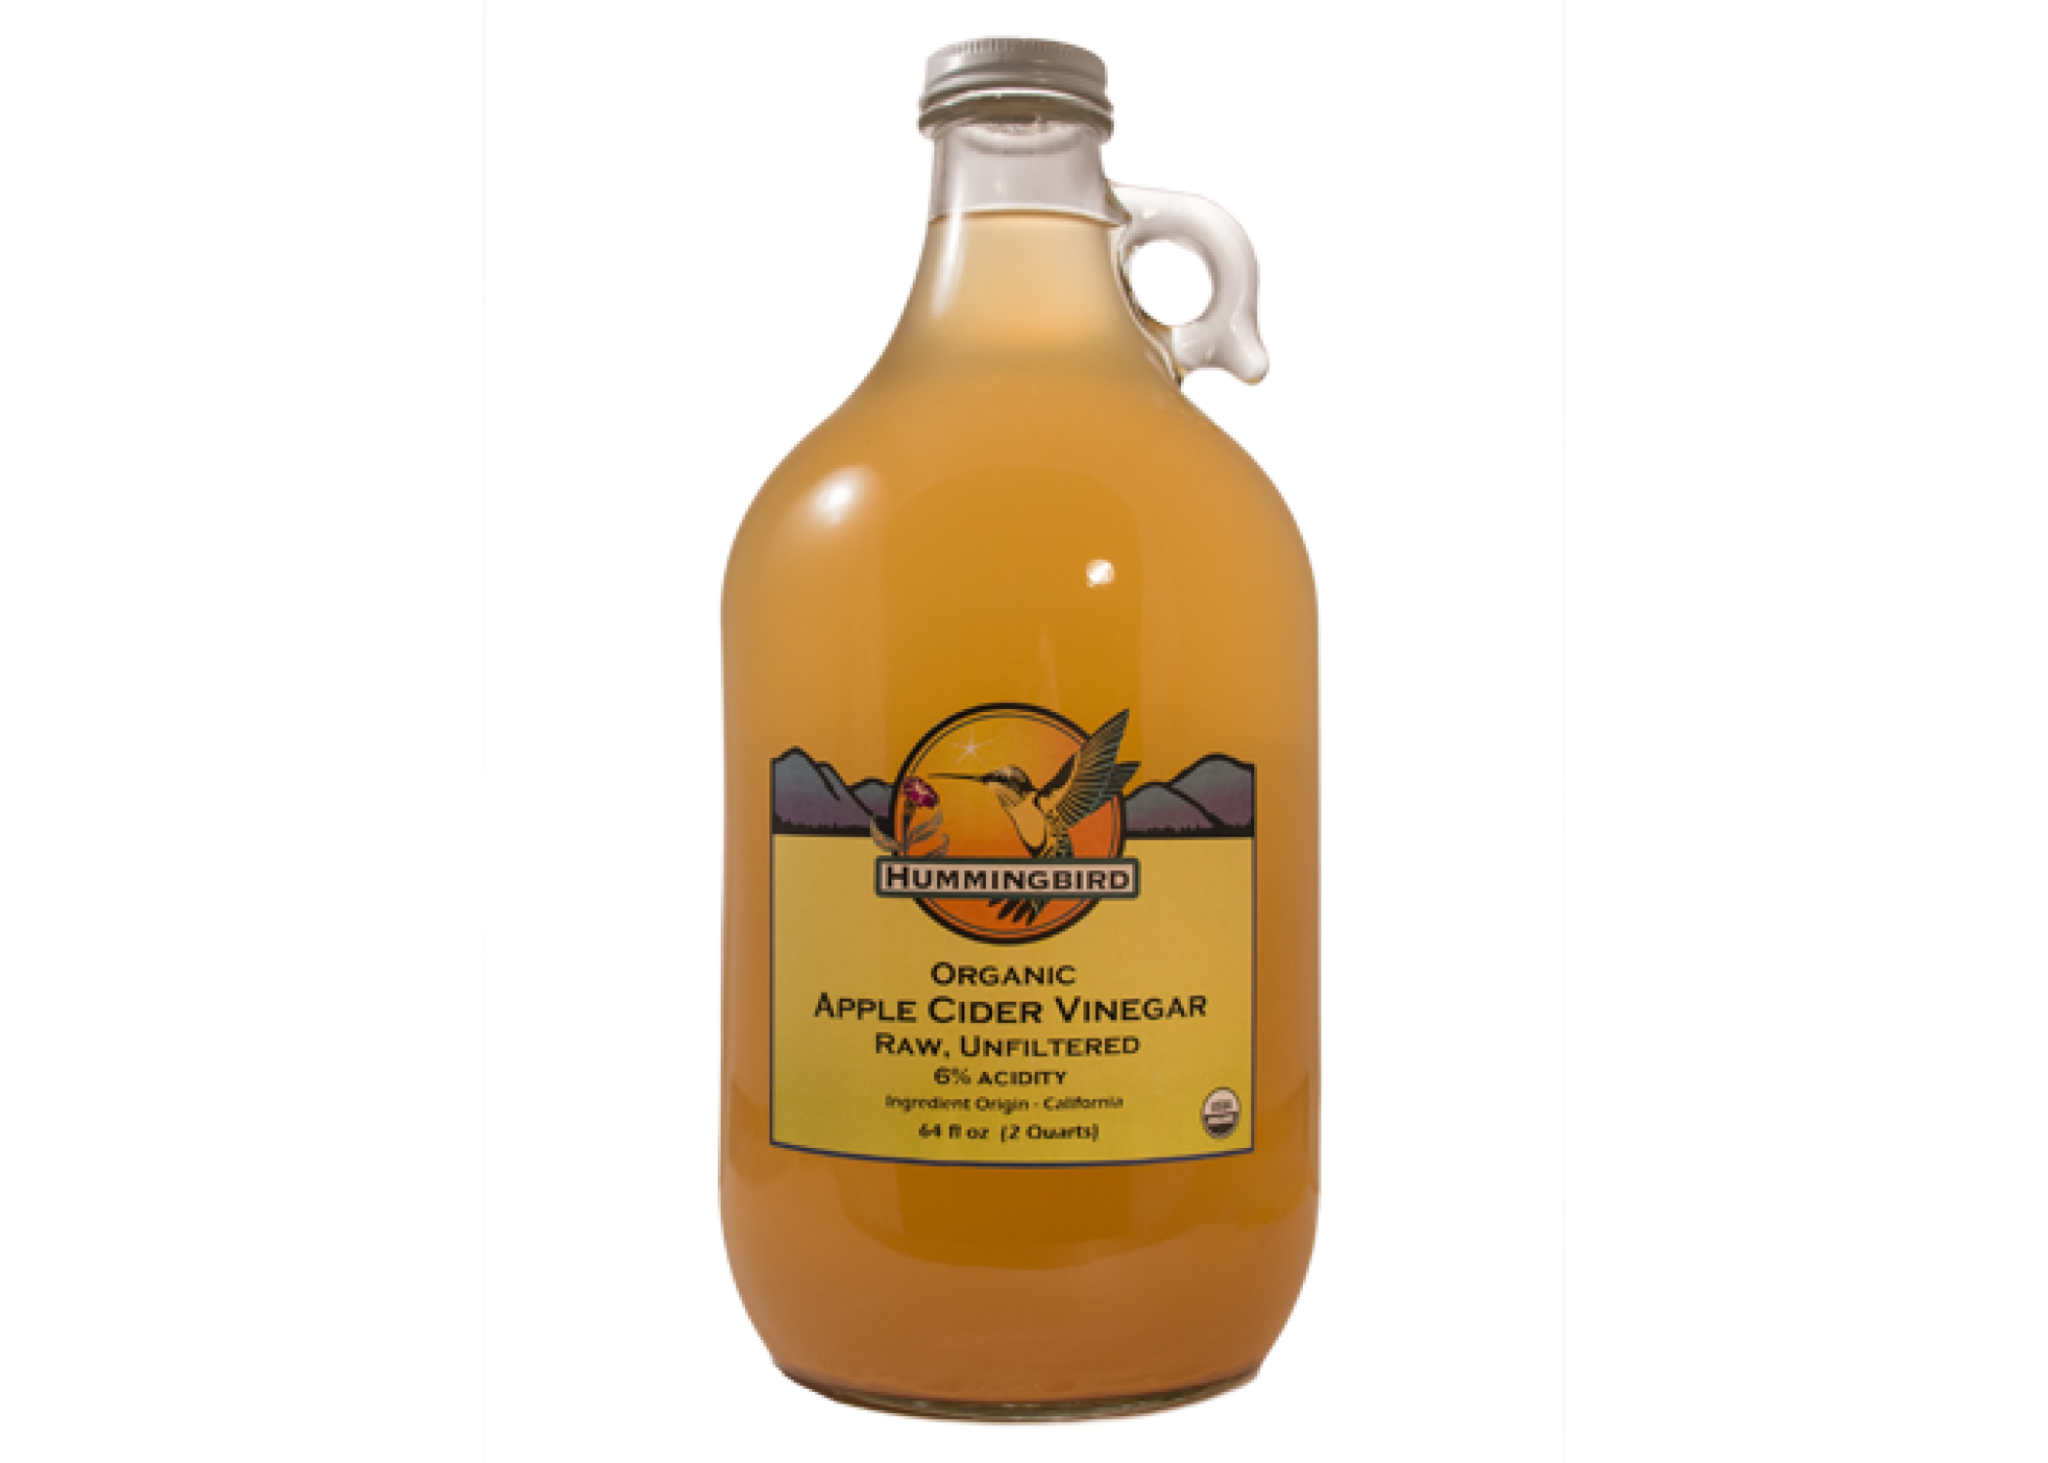 HUMMINGBIRD
ORGANIC
APPLE CIDER VINEGAR
RAW, UNFILTERED
6% ACIDITY
Ingredient Origin - California
64 fl oz (2 Quarts)